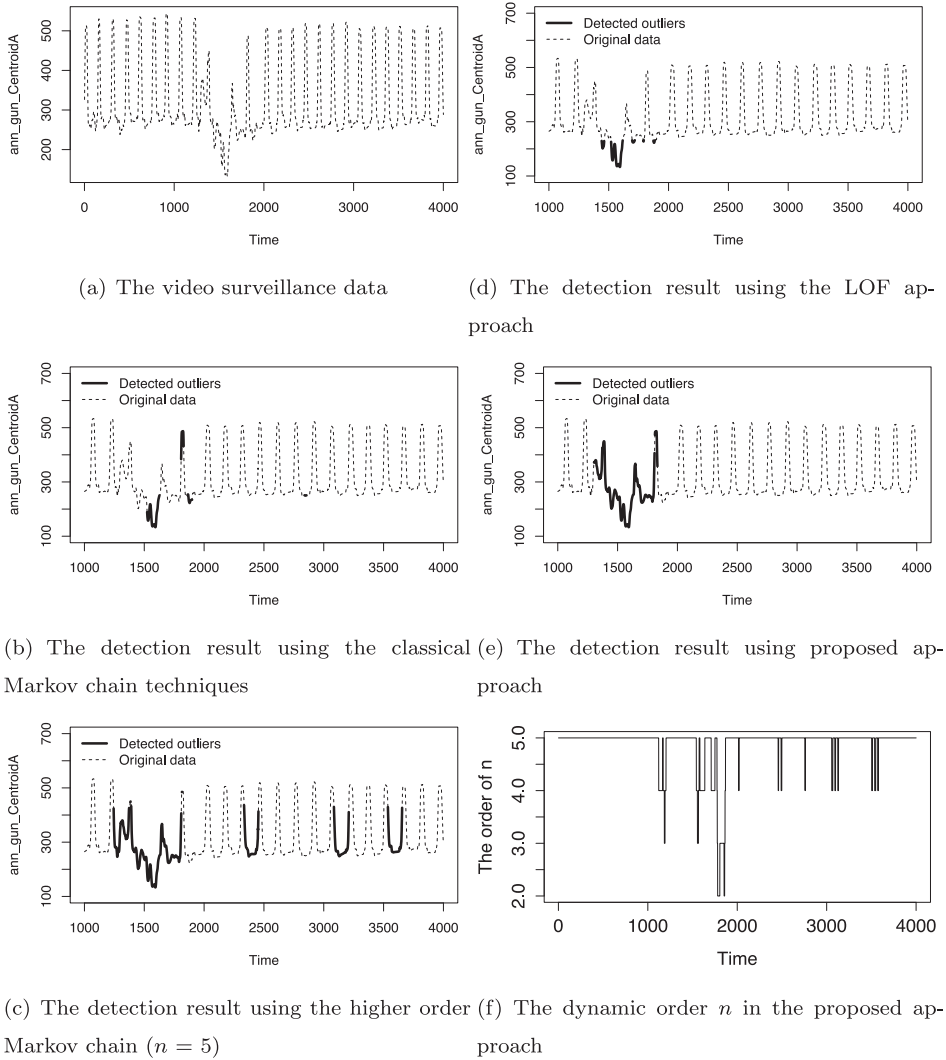 ann_gun_CentroidA
500
400
300
200
0
1000
2000
3000
4000
Time
(a) The video surveillance data
ann_gun_CentroidA
700
500
300
100
Detected outliers
Original data
1000
1500
2000
2500
3000
3500
4000
Time
(d) The detection result using the LOF ap-
proach
ann_gun_CentroidA
700
500
300
100
Detected outliers
Original data
1000
1500
2000
2500
3000
3500
4000
Time
(b) The detection result using the classical
Markov chain techniques
ann_gun_CentroidA
700
500
300
100
Detected outliers
Original data
1000
1500
2000
2500
3000
3500
4000
Time
(e) The detection result using proposed ap-
proach
ann_gun_CentroidA
700
500
300
100
Detected outliers
Original data
1000
1500
2000
2500
3000
3500
4000
Time
(c) The detection result using the higher order
Markov chain (n = 5)
The order of n
5.0
4.0
3.0
2.0
0
1000
2000
3000
4000
Time
(f) The dynamic order n in the proposed ap-
proach